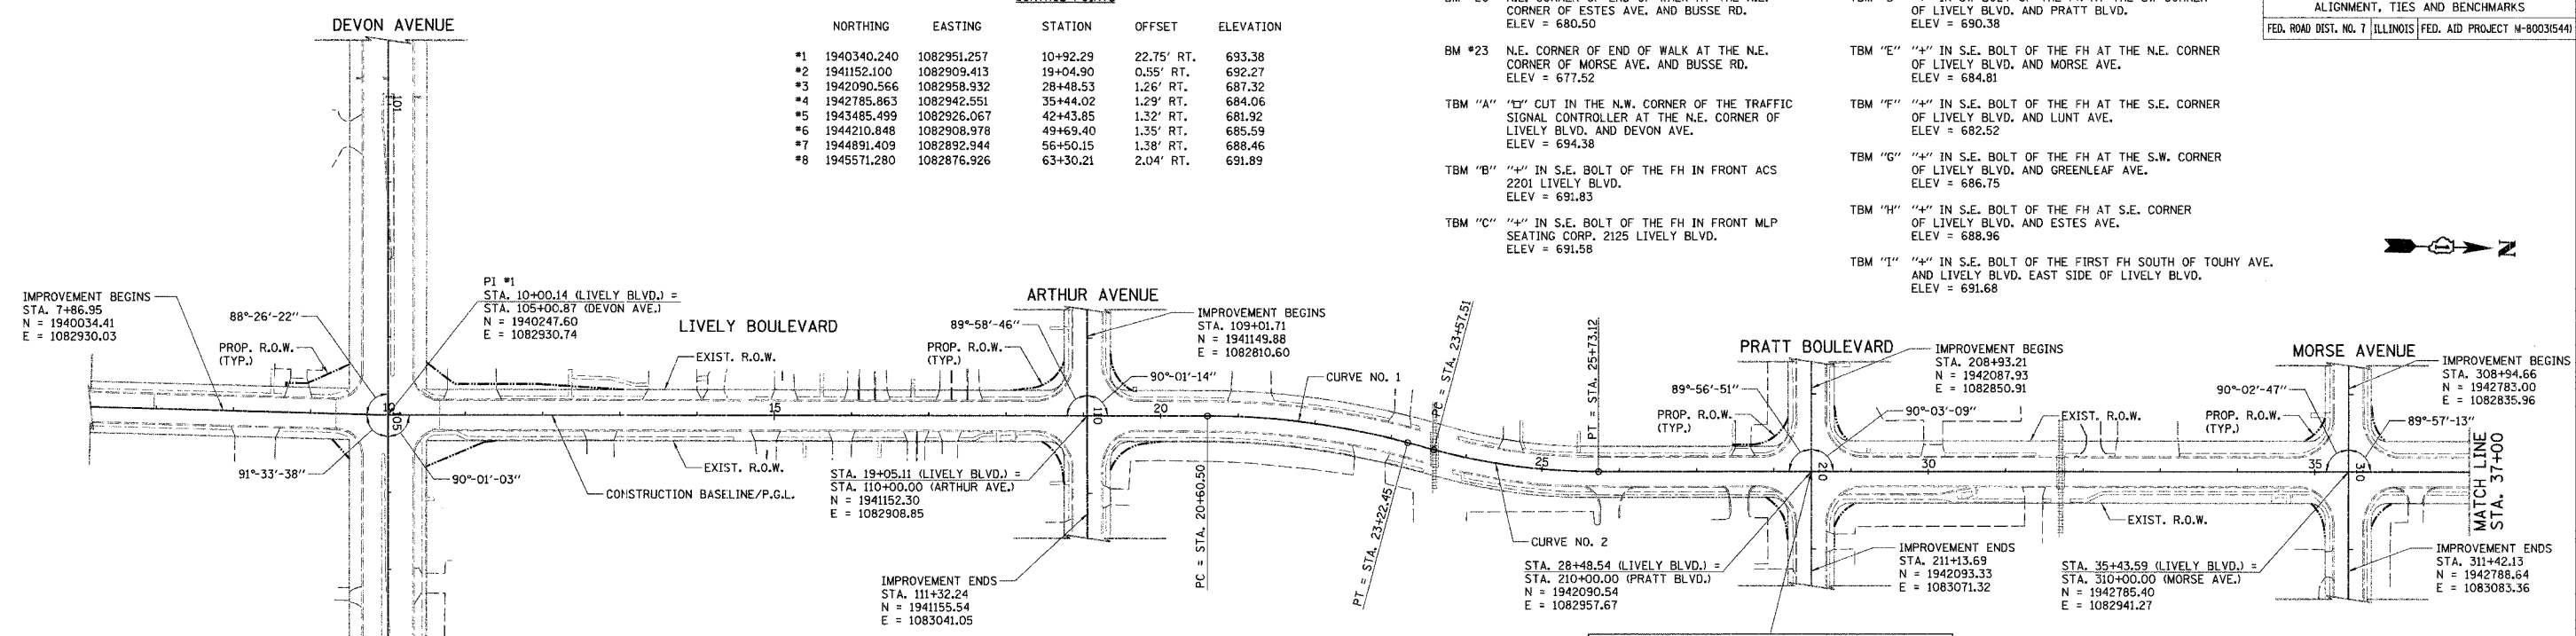 DEVON AVENUE
NORTHING EASTING STATION OFFSET ELEVATION
#1 1940340.240 1082951.257 10+92.29 22.75' RT. 693.38
#2 1941152.100 1082909.413 19+04.90 0.55' RT. 692.27
#3 1942090.566 1082958.932 28+48.53 1.26' RT. 687.32
#4 1942785.863 1082942.551 35+44.02 1.29' RT. 684.06
#5 1943485.499 1082926.067 42+43.85 1.32' RT. 681.92
#6 1944210.848 1082908.978 49+69.40 1.35' RT. 685.59
#7 1944891.409 1082892.944 56+50.15 1.38' RT. 688.46
#8 1945571.280 1082876.926 63+30.21 2.04' RT. 691.89
CORNER OF ESTES AVE. AND BUSSE RD.
ELEV = 680.50
BM #23 N.E. CORNER OF END OF WALK AT THE N.E.
CORNER OF MORSE AVE. AND BUSSE RD.
ELEV = 677.52
TBM "A" "□" CUT IN THE N.W. CORNER OF THE TRAFFIC
SIGNAL CONTROLLER AT THE N.E. CORNER OF
LIVELY BLVD. AND DEVON AVE.
ELEV = 694.38
TBM "B" "+" IN S.E. BOLT OF THE FH IN FRONT ACS
2201 LIVELY BLVD.
ELEV = 691.83
TBM "C" "+" IN S.E. BOLT OF THE FH IN FRONT MLP
SEATING CORP. 2125 LIVELY BLVD.
ELEV = 691.58
OF LIVELY BLVD. AND PRATT BLVD.
ELEV = 690.38
TBM "E" "+" IN S.E. BOLT OF THE FH AT THE N.E. CORNER
OF LIVELY BLVD. AND MORSE AVE.
ELEV = 684.81
TBM "F" "+" IN S.E. BOLT OF THE FH AT THE S.E. CORNER
OF LIVELY BLVD. AND LUNT AVE.
ELEV = 682.52
TBM "G" "+" IN S.E. BOLT OF THE FH AT THE S.W. CORNER
OF LIVELY BLVD. AND GREENLEAF AVE.
ELEV = 686.75
TBM "H" "+" IN S.E. BOLT OF THE FH AT S.E. CORNER
OF LIVELY BLVD. AND ESTES AVE.
ELEV = 688.96
TBM "I" "+" IN S.E. BOLT OF THE FIRST FH SOUTH OF TOUHY AVE.
AND LIVELY BLVD. EAST SIDE OF LIVELY BLVD.
ELEV = 691.68
ALIGNMENT, TIES AND BENCHMARKS
FED. ROAD DIST. NO. 7 ILLINOIS FED. AID PROJECT M-8003(544)
N
101
IMPROVEMENT BEGINS
STA. 7+86.95
N = 1940034.41
E = 1082930.03
88°-26'-22"
PROP. R.O.W.
(TYP.)
PI #1
STA. 10+00.14 (LIVELY BLVD.) =
STA. 105+00.87 (DEVON AVE.)
N = 1940247.60
E = 1082930.74
LIVELY BOULEVARD
EXIST. R.O.W.
10
105
91°-33'-38"
90°-01'-03"
15
EXIST. R.O.W.
CONSTRUCTION BASELINE/P.G.L.
ARTHUR AVENUE
89°-58'-46"
PROP. R.O.W.
(TYP.)
IMPROVEMENT BEGINS
STA. 109+01.71
N = 1941149.88
E = 1082810.60
90°-01'-14"
CURVE NO. 1
110
20
STA. 19+05.11 (LIVELY BLVD.) =
STA. 110+00.00 (ARTHUR AVE.)
N = 1941152.30
E = 1082908.85
IMPROVEMENT ENDS
STA. 111+32.24
N = 1941155.54
E = 1083041.05
PC = STA. 20+60.50
PT = STA. 23+22.45
PC = STA. 23+57.51
PT = STA. 25+73.12
25
CURVE NO. 2
PRATT BOULEVARD
89°-56'-51"
PROP. R.O.W.
(TYP.)
IMPROVEMENT BEGINS
STA. 208+93.21
N = 1942087.93
E = 1082850.91
90°-03'-09"
EXIST. R.O.W.
210
30
STA. 28+48.54 (LIVELY BLVD.) =
STA. 210+00.00 (PRATT BLVD.)
N = 1942090.54
E = 1082957.67
IMPROVEMENT ENDS
STA. 211+13.69
N = 1942093.33
E = 1083071.32
MORSE AVENUE
90°-02'-47"
PROP. R.O.W.
(TYP.)
IMPROVEMENT BEGINS
STA. 308+94.66
N = 1942783.00
E = 1082835.96
89°-57'-13"
35
310
EXIST. R.O.W.
STA. 35+43.59 (LIVELY BLVD.) =
STA. 310+00.00 (MORSE AVE.)
N = 1942785.40
E = 1082941.27
IMPROVEMENT ENDS
STA. 311+42.13
N = 1942788.64
E = 1083083.36
MATCH LINE
STA. 37+00